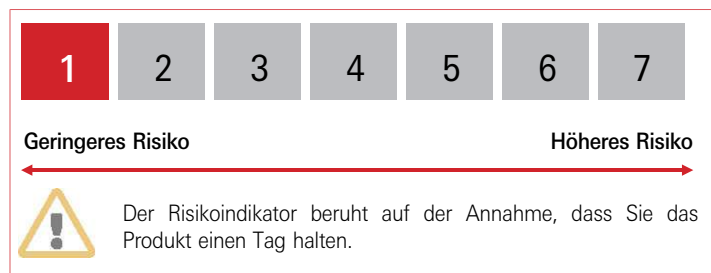 1 2 3 4 5 6 7
Geringeres Risiko Höheres Risiko
Der Risikoindikator beruht auf der Annahme, dass Sie das
Produkt einen Tag halten.